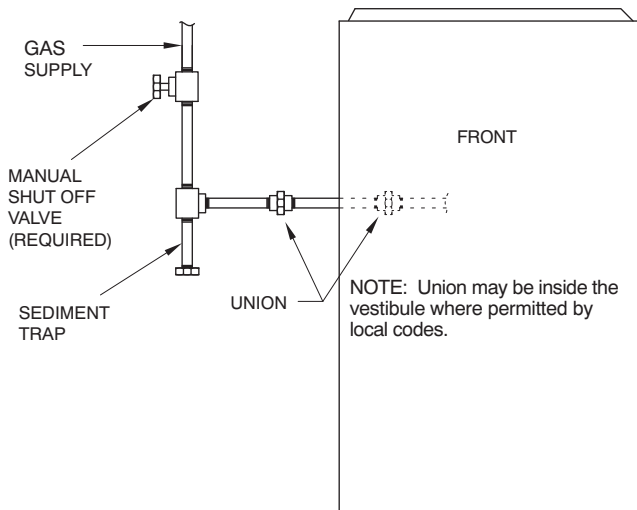 GAS
SUPPLY
MANUAL
SHUT OFF
VALVE
(REQUIRED)
SEDIMENT
TRAP
UNION
FRONT
NOTE: Union may be inside the
vestibule where permitted by
local codes.